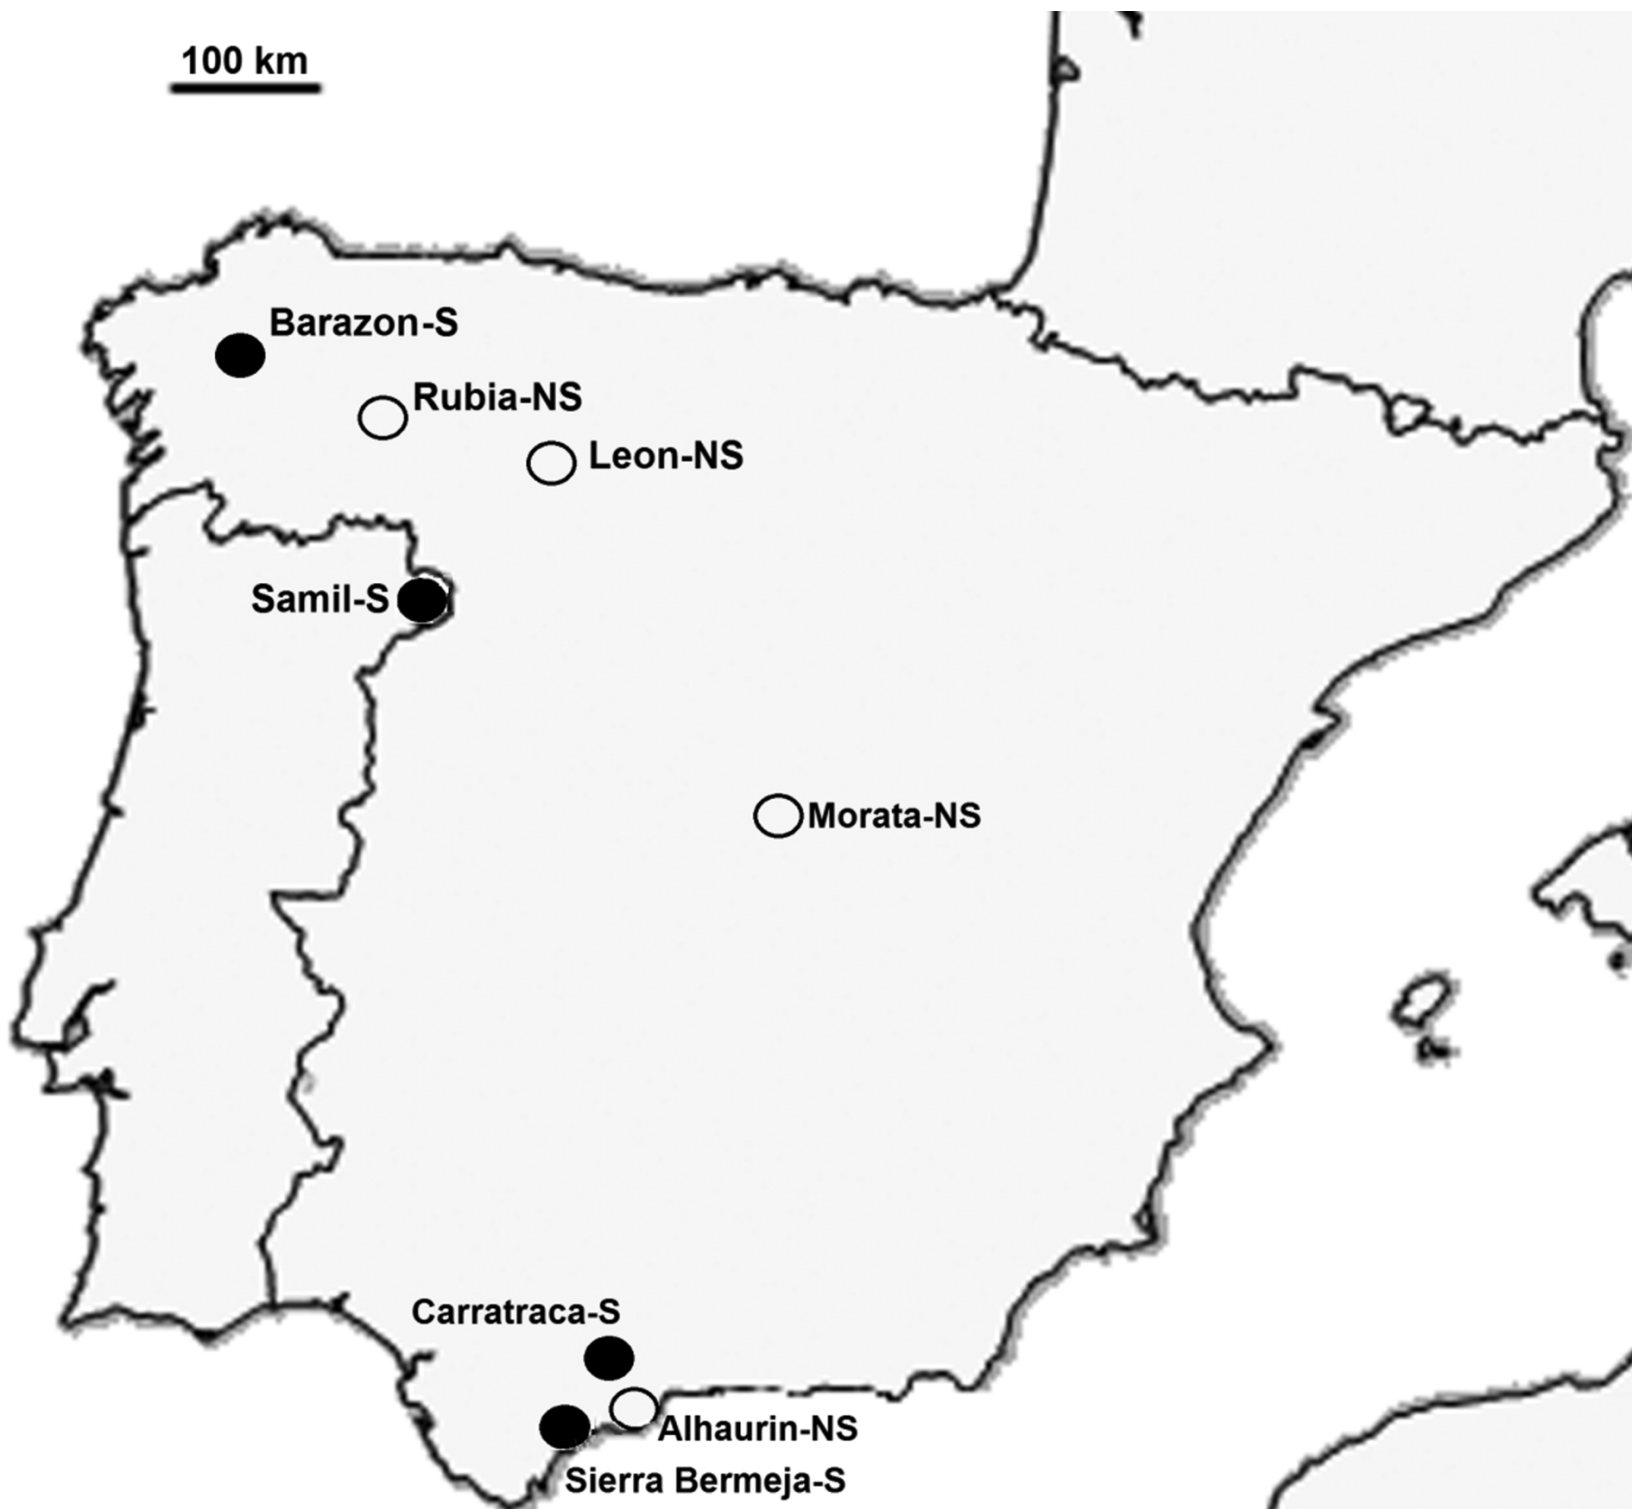 100 km
Barazon-S
Rubia-NS
Leon-NS
Samil-S
Morata-NS
Carratraca-S
Alhaurin-NS
Sierra Bermeja-S